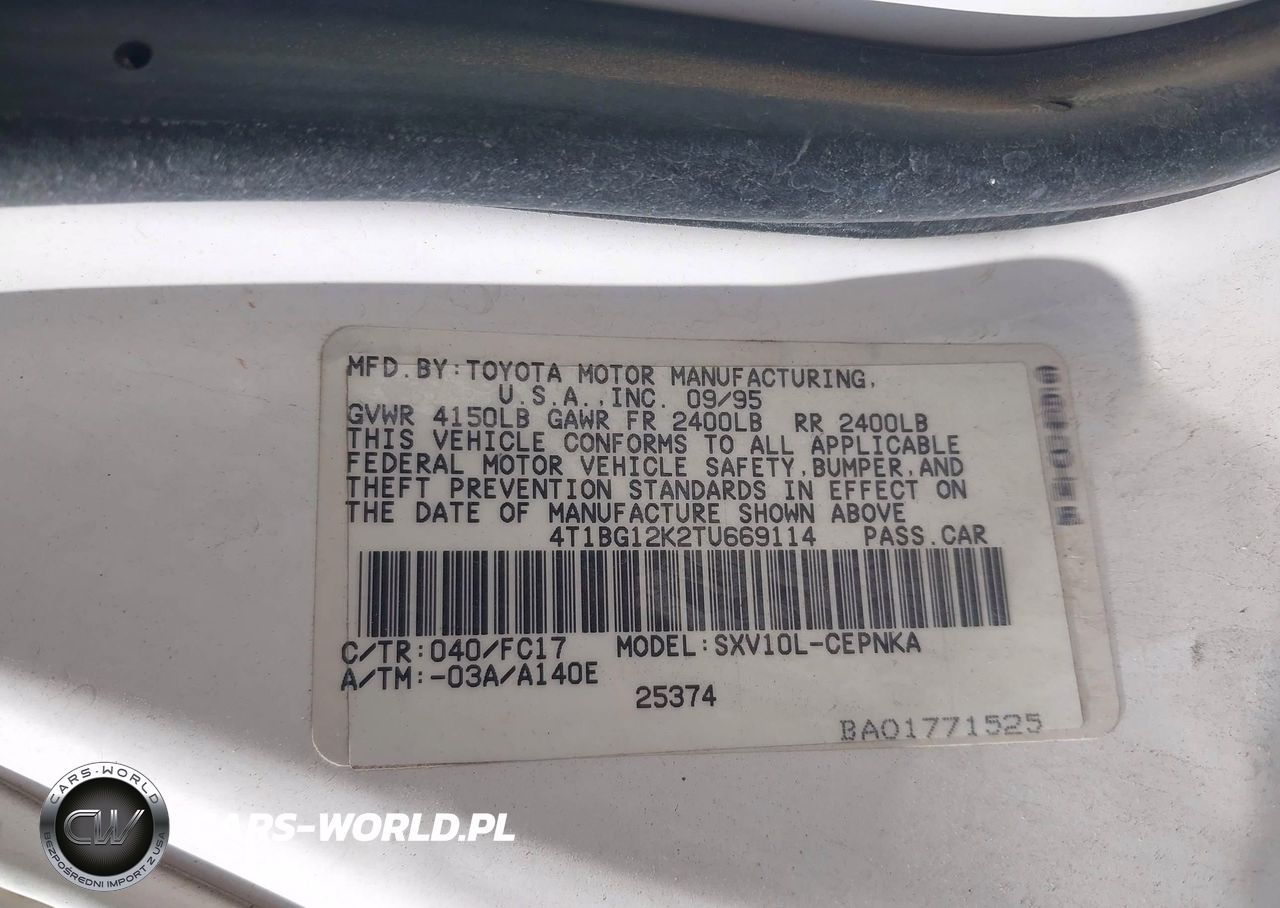 MFD.BY:TOYOTA MOTOR MANUFACTURING,
U.S.A.,INC. 09/95
GVWR 4150LB GAWR FR 2400LB RR 2400LB
THIS VEHICLE CONFORMS TO ALL APPLICABLE
FEDERAL MOTOR VEHICLE SAFETY,BUMPER,AND
THEFT PREVENTION STANDARDS IN EFFECT ON
THE DATE OF MANUFACTURE SHOWN ABOVE
4T1BG12K2TU669114 PASS.CAR
C/TR:040/FC17 MODEL:SXV10L-CEPNKA
A/TM:-03A/A140E
25374
BA01771525
CARS-WORLD
CW
BEZPOŚREDNI IMPORT Z USA
CARS-WORLD.PL